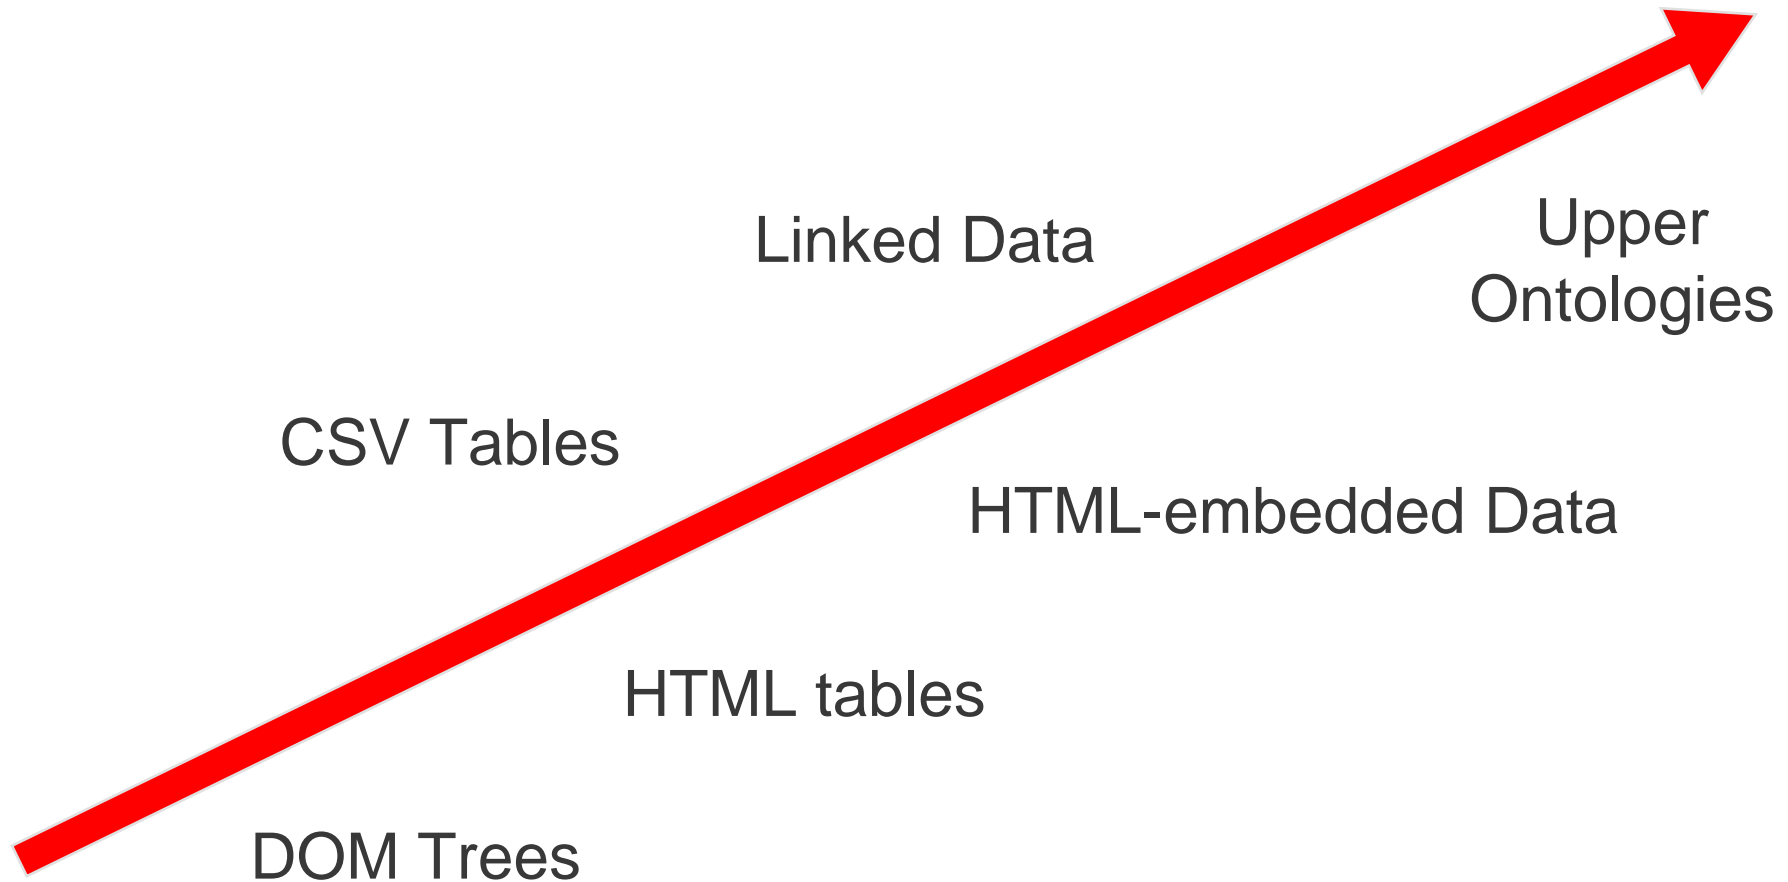 Linked Data
Upper
Ontologies
CSV Tables
HTML-embedded Data
HTML tables
DOM Trees